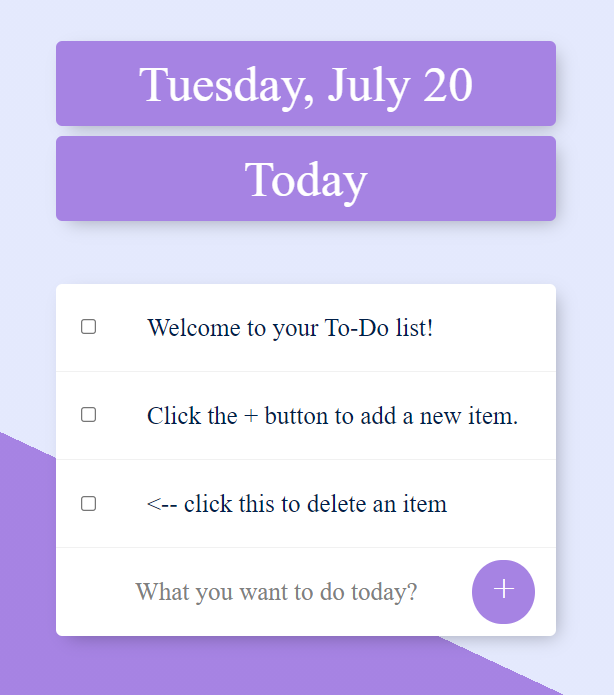 Tuesday, July 20
Today
Welcome to your To-Do list!
Click the + button to add a new item.
<-- click this to delete an item
What you want to do today?
+